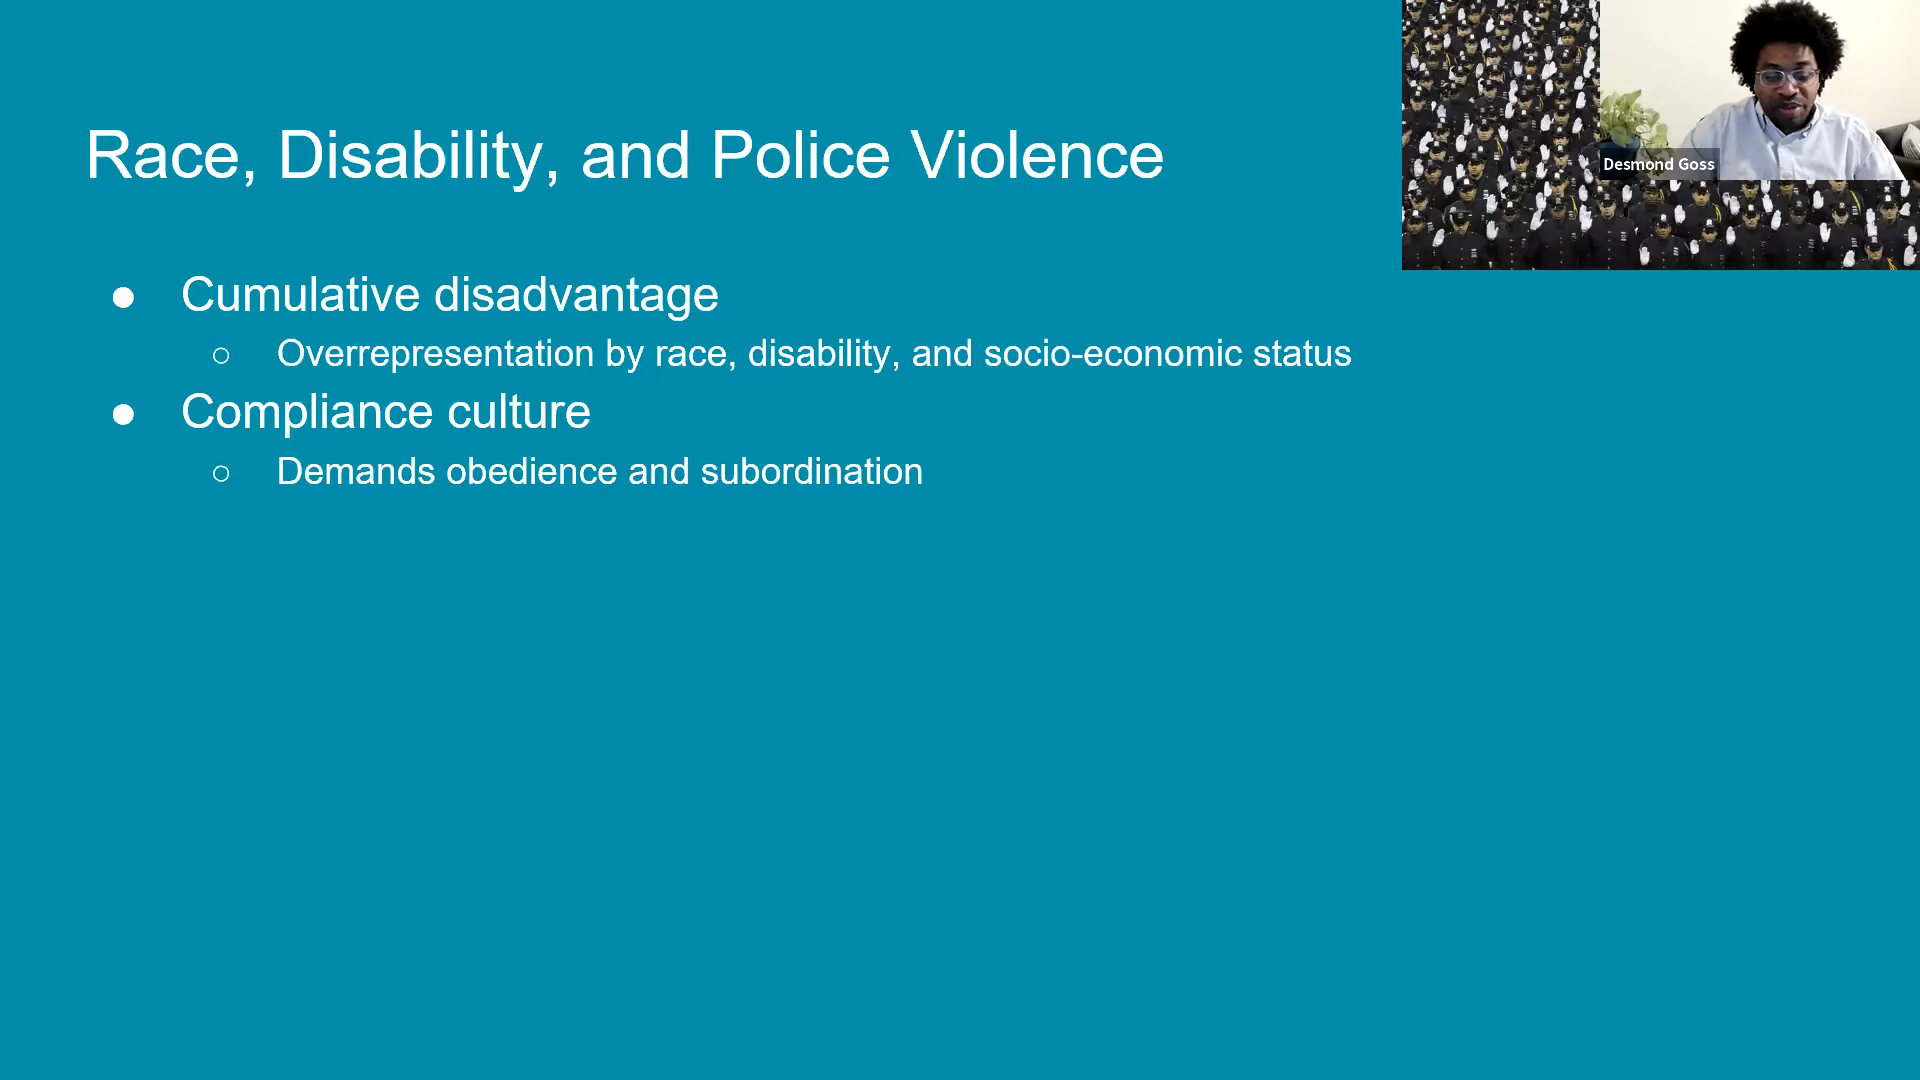 Race, Disability, and Police Violence
Desmond Goss
● Cumulative disadvantage
○ Overrepresentation by race, disability, and socio-economic status
● Compliance culture
○ Demands obedience and subordination